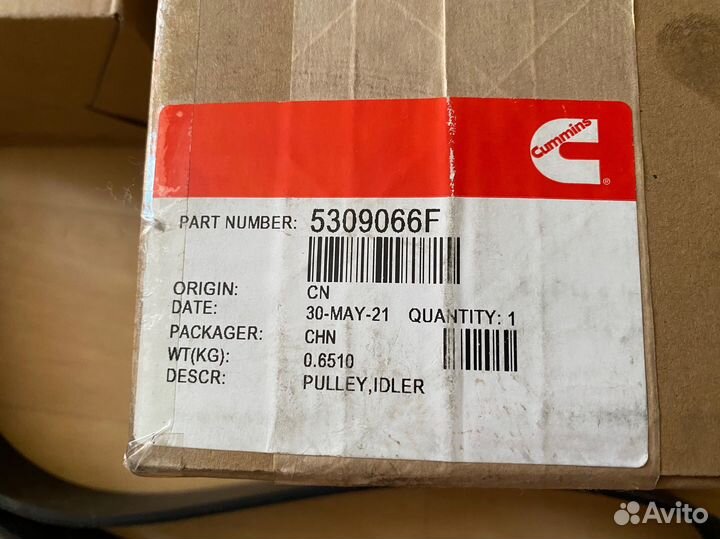 Cummins
PART NUMBER: 5309066F
ORIGIN: CN
DATE: 30-MAY-21 QUANTITY: 1
PACKAGER: CHN
WT(KG): 0.6510
DESCR: PULLEY,IDLER
Avito